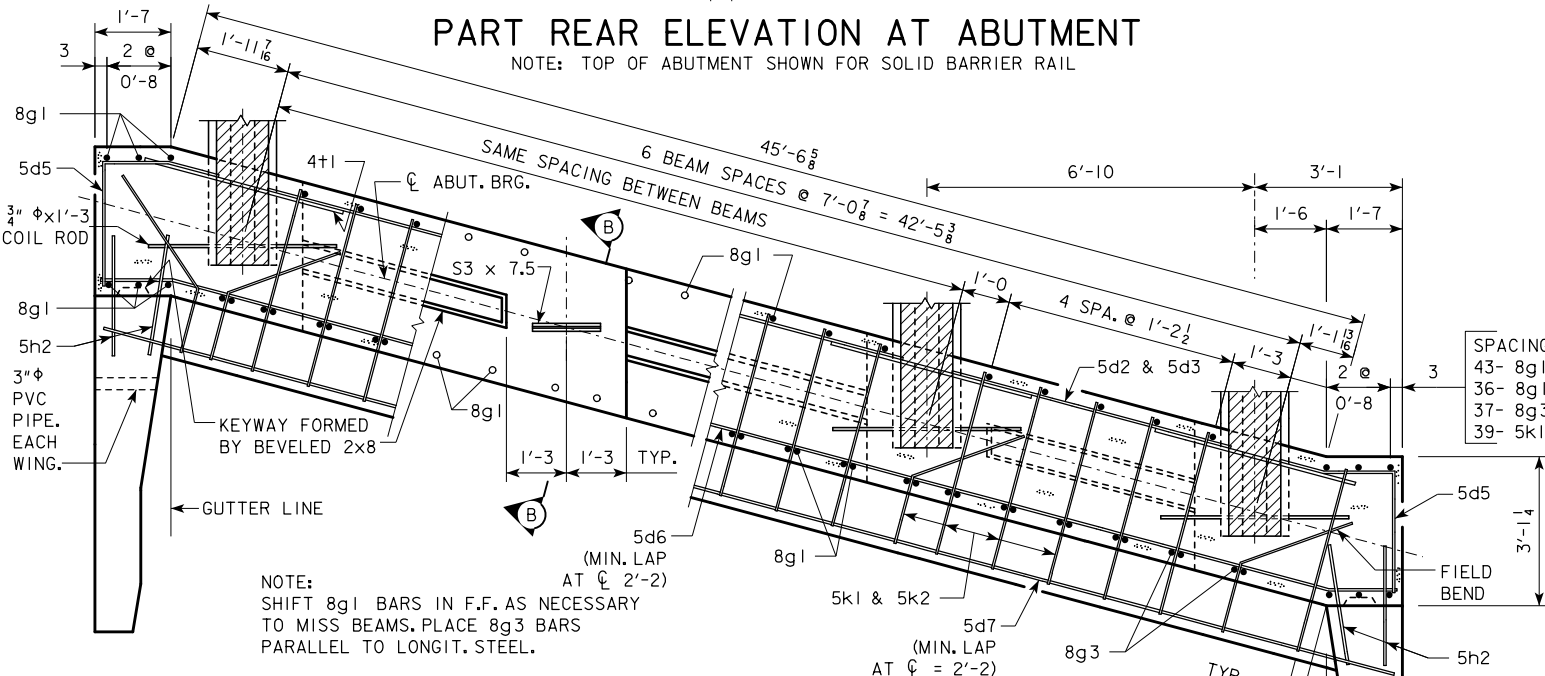 PART REAR ELEVATION AT ABUTMENT
NOTE: TOP OF ABUTMENT SHOWN FOR SOLID BARRIER RAIL
1'-7
3
2 @
0'-8
1'-11 7/16
45'-6 5/8
6 BEAM SPACES @ 7'-0 7/8 = 42'-5 3/8
SAME SPACING BETWEEN BEAMS
6'-10
3'-1
1'-6
1'-7
8g1
5d5
4t1
℄ ABUT. BRG.
3/4" ϕx1'-3
COIL ROD
B
S3 x 7.5
8g1
1'-0
4 SPA. @ 1'-2 1/2
1'-1 13/16
1'-3
2 @
0'-8
3
SPACING
43- 8g1
36- 8g1
37- 8g3
39- 5k1
8g1
5h2
5d2 & 5d3
3"ϕ
PVC
PIPE.
EACH
WING.
KEYWAY FORMED
BY BEVELED 2x8
8g1
1'-3
1'-3
TYP.
B
GUTTER LINE
5d6
(MIN. LAP
AT ℄ 2'-2)
8g1
5d5
3'-1 1/4
FIELD
BEND
NOTE:
SHIFT 8g1 BARS IN F.F. AS NECESSARY
TO MISS BEAMS. PLACE 8g3 BARS
PARALLEL TO LONGIT. STEEL.
5k1 & 5k2
5d7
(MIN. LAP
AT ℄ = 2'-2)
8g3
5h2